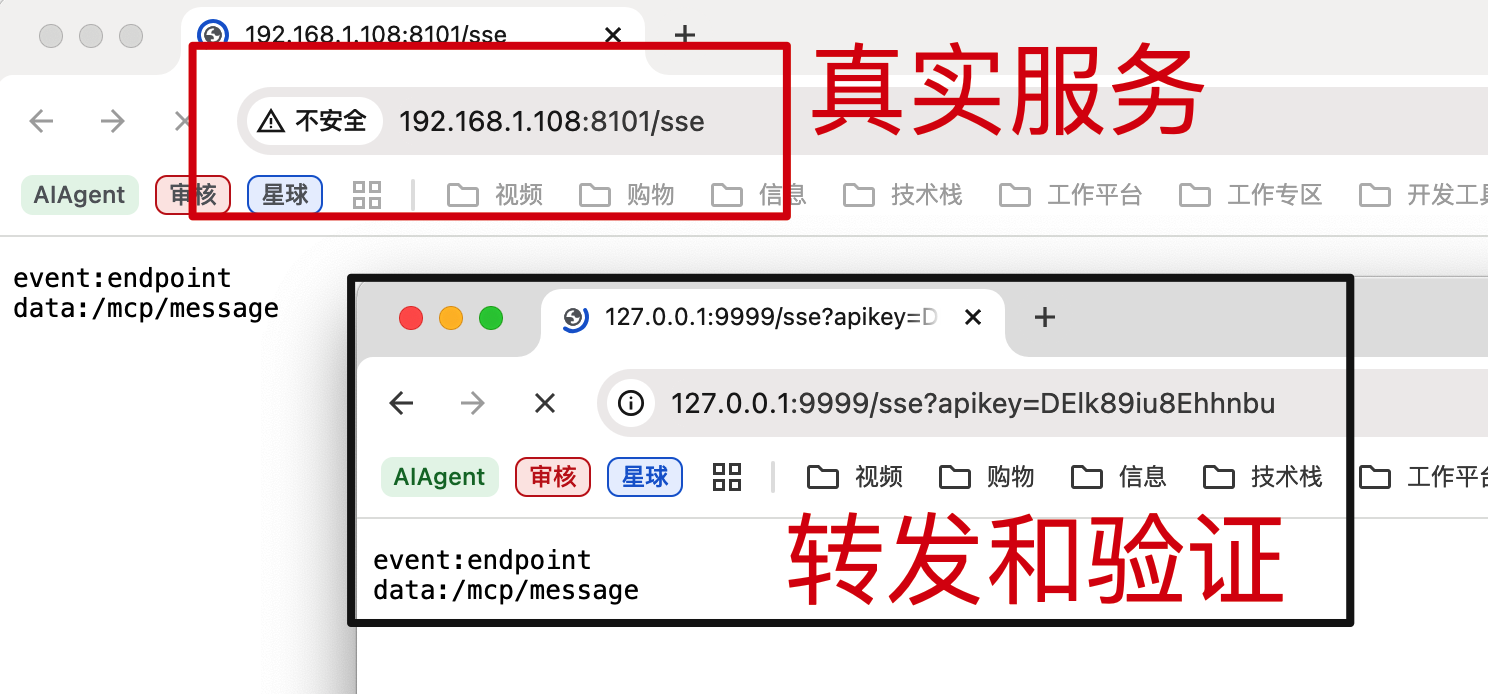 192.168.1.108:8101/sse
真实服务
不安全 192.168.1.108:8101/sse
AIAgent 审核 星球 视频 购物 信息 技术栈 工作平台 工作专区 开发工具
event:endpoint
data:/mcp/message
127.0.0.1:9999/sse?apikey=D
127.0.0.1:9999/sse?apikey=DElk89iu8Ehhnbu
AIAgent 审核 星球 视频 购物 信息 技术栈 工作平台
转发和验证
event:endpoint
data:/mcp/message